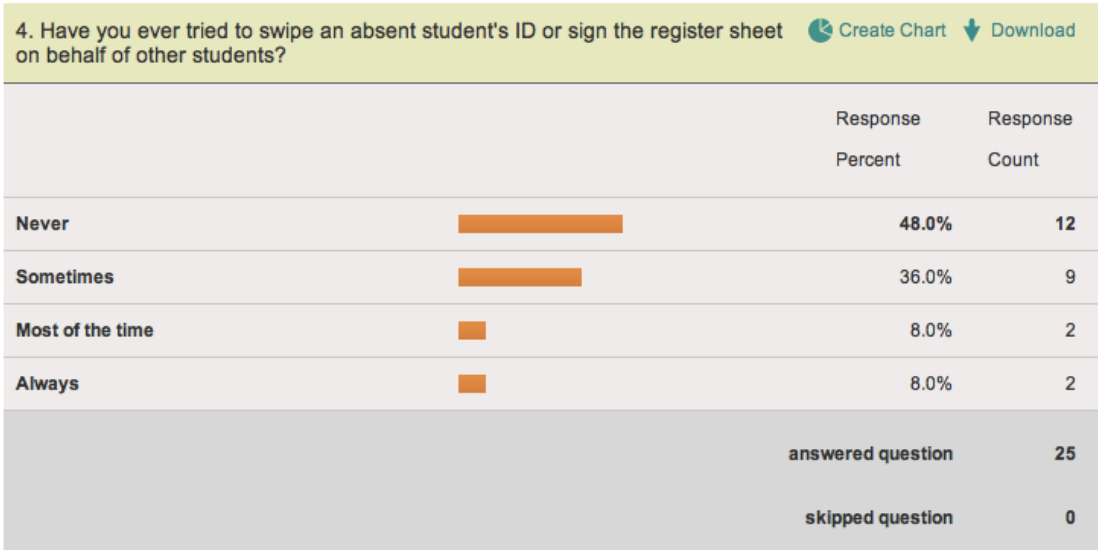 4. Have you ever tried to swipe an absent student's ID or sign the register sheet
on behalf of other students?
Create Chart Download
Response Response
Percent Count
Never 48.0% 12
Sometimes 36.0% 9
Most of the time 8.0% 2
Always 8.0% 2
answered question 25
skipped question 0